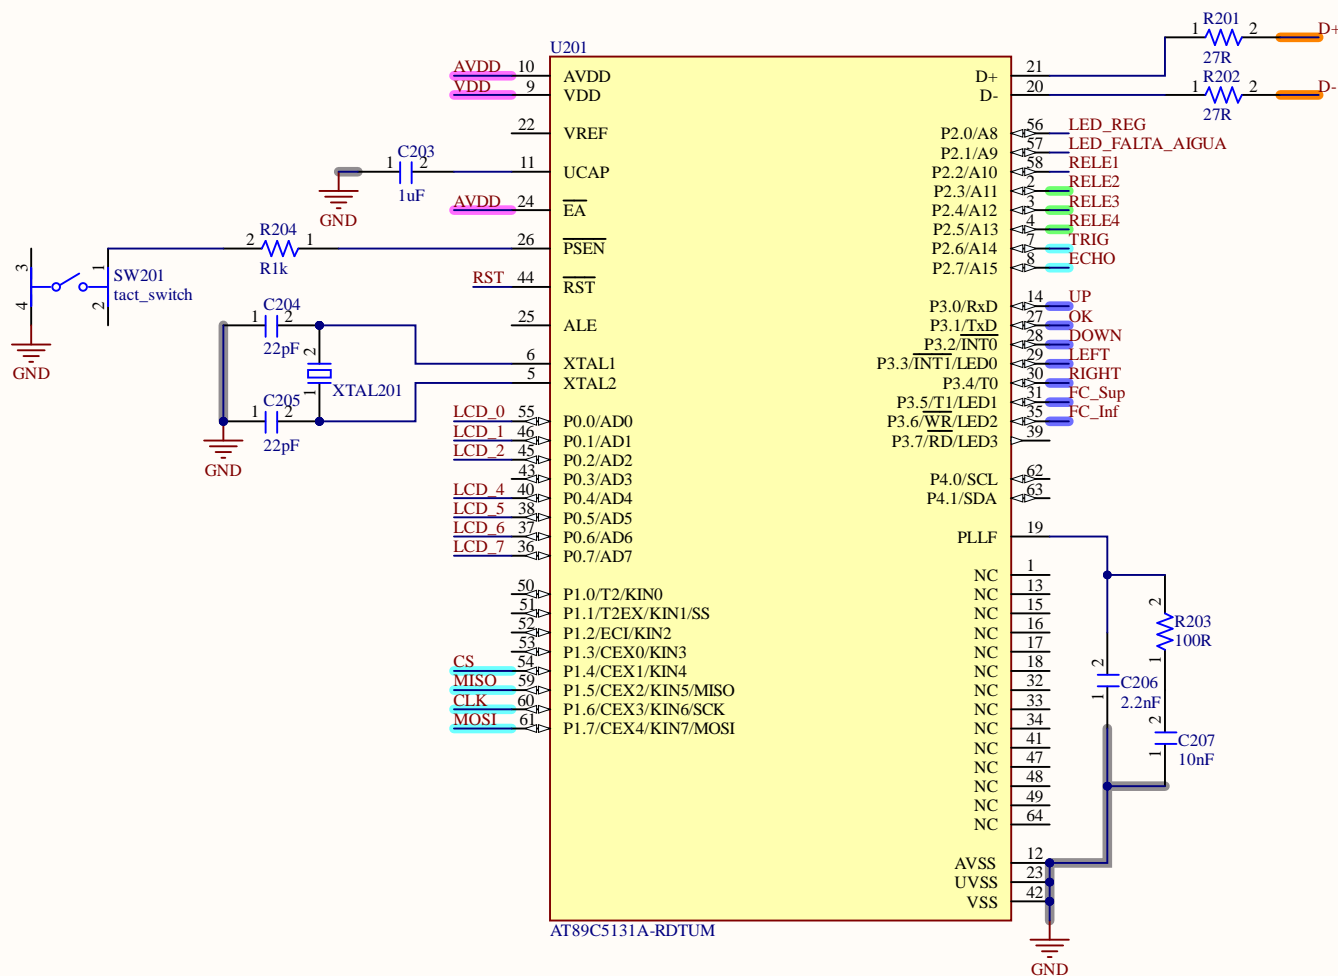 U201
AVDD 10 AVDD
VDD 9 VDD
22 VREF
C203
1 2 11 UCAP
1uF
GND
AVDD 24 EA
R204
2 1 26 PSEN
R1k
3 1 SW201
tact_switch
4 2
GND
RST 44 RST
C204
1 2 25 ALE
22pF
6 XTAL1
2
5 XTAL2
1 XTAL201
C205
1 2
22pF
GND
LCD_0 55 P0.0/AD0
LCD_1 46 P0.1/AD1
LCD_2 45 P0.2/AD2
43 P0.3/AD3
LCD_4 40 P0.4/AD4
LCD_5 38 P0.5/AD5
LCD_6 37 P0.6/AD6
LCD_7 36 P0.7/AD7
50 P1.0/T2/KIN0
51 P1.1/T2EX/KIN1/SS
52 P1.2/ECI/KIN2
53 P1.3/CEX0/KIN3
CS 54 P1.4/CEX1/KIN4
MISO 59 P1.5/CEX2/KIN5/MISO
CLK 60 P1.6/CEX3/KIN6/SCK
MOSI 61 P1.7/CEX4/KIN7/MOSI
AT89C5131A-RDTUM
R201
1 2 D+
27R
D+ 21
R202
D- 20 1 2 D-
27R
P2.0/A8 56 LED_REG
P2.1/A9 57 LED_FALTA_AIGUA
P2.2/A10 58 RELE1
P2.3/A11 2 RELE2
P2.4/A12 3 RELE3
P2.5/A13 4 RELE4
P2.6/A14 7 TRIG
P2.7/A15 8 ECHO
P3.0/RxD 14 UP
P3.1/TxD 27 OK
P3.2/INT0 28 DOWN
P3.3/INT1/LED0 29 LEFT
P3.4/T0 30 RIGHT
P3.5/T1/LED1 31 FC_Sup
P3.6/WR/LED2 35 FC_Inf
P3.7/RD/LED3 39
P4.0/SCL 62
P4.1/SDA 63
PLLF 19
NC 1
NC 13
NC 15
NC 16
NC 17
NC 18
NC 32
NC 33
NC 34
NC 41
NC 47
NC 48
NC 49
NC 64
2 R203
100R
1
2 C206
1 2.2nF
2 C207
1 10nF
AVSS 12
UVSS 23
VSS 42
GND